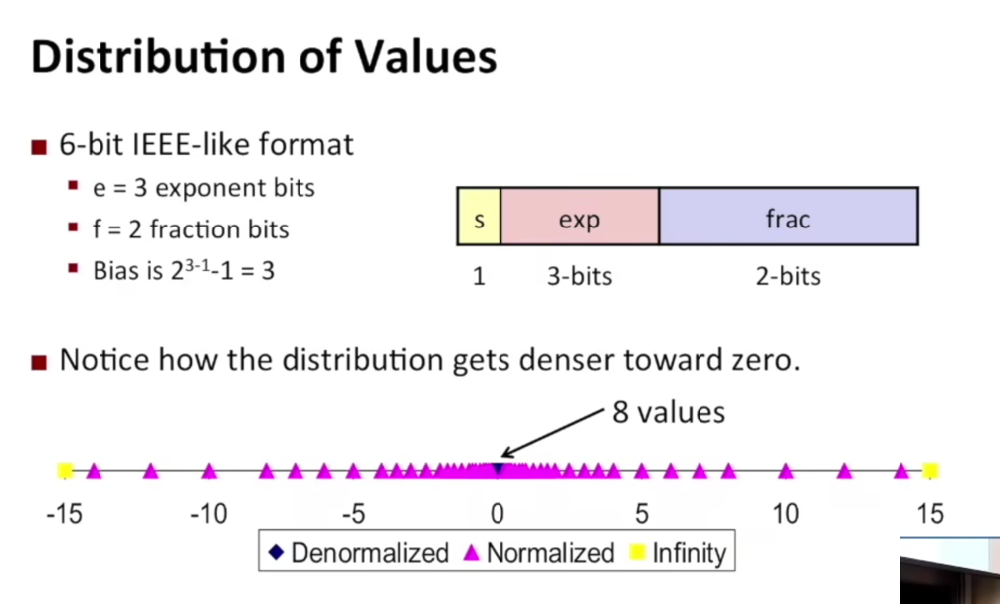 Distribution of Values
6-bit IEEE-like format
e = 3 exponent bits
f = 2 fraction bits
Bias is 2³⁻¹-1 = 3
s exp frac
1 3-bits 2-bits
Notice how the distribution gets denser toward zero.
8 values
-15 -10 -5 0 5 10 15
Denormalized Normalized Infinity